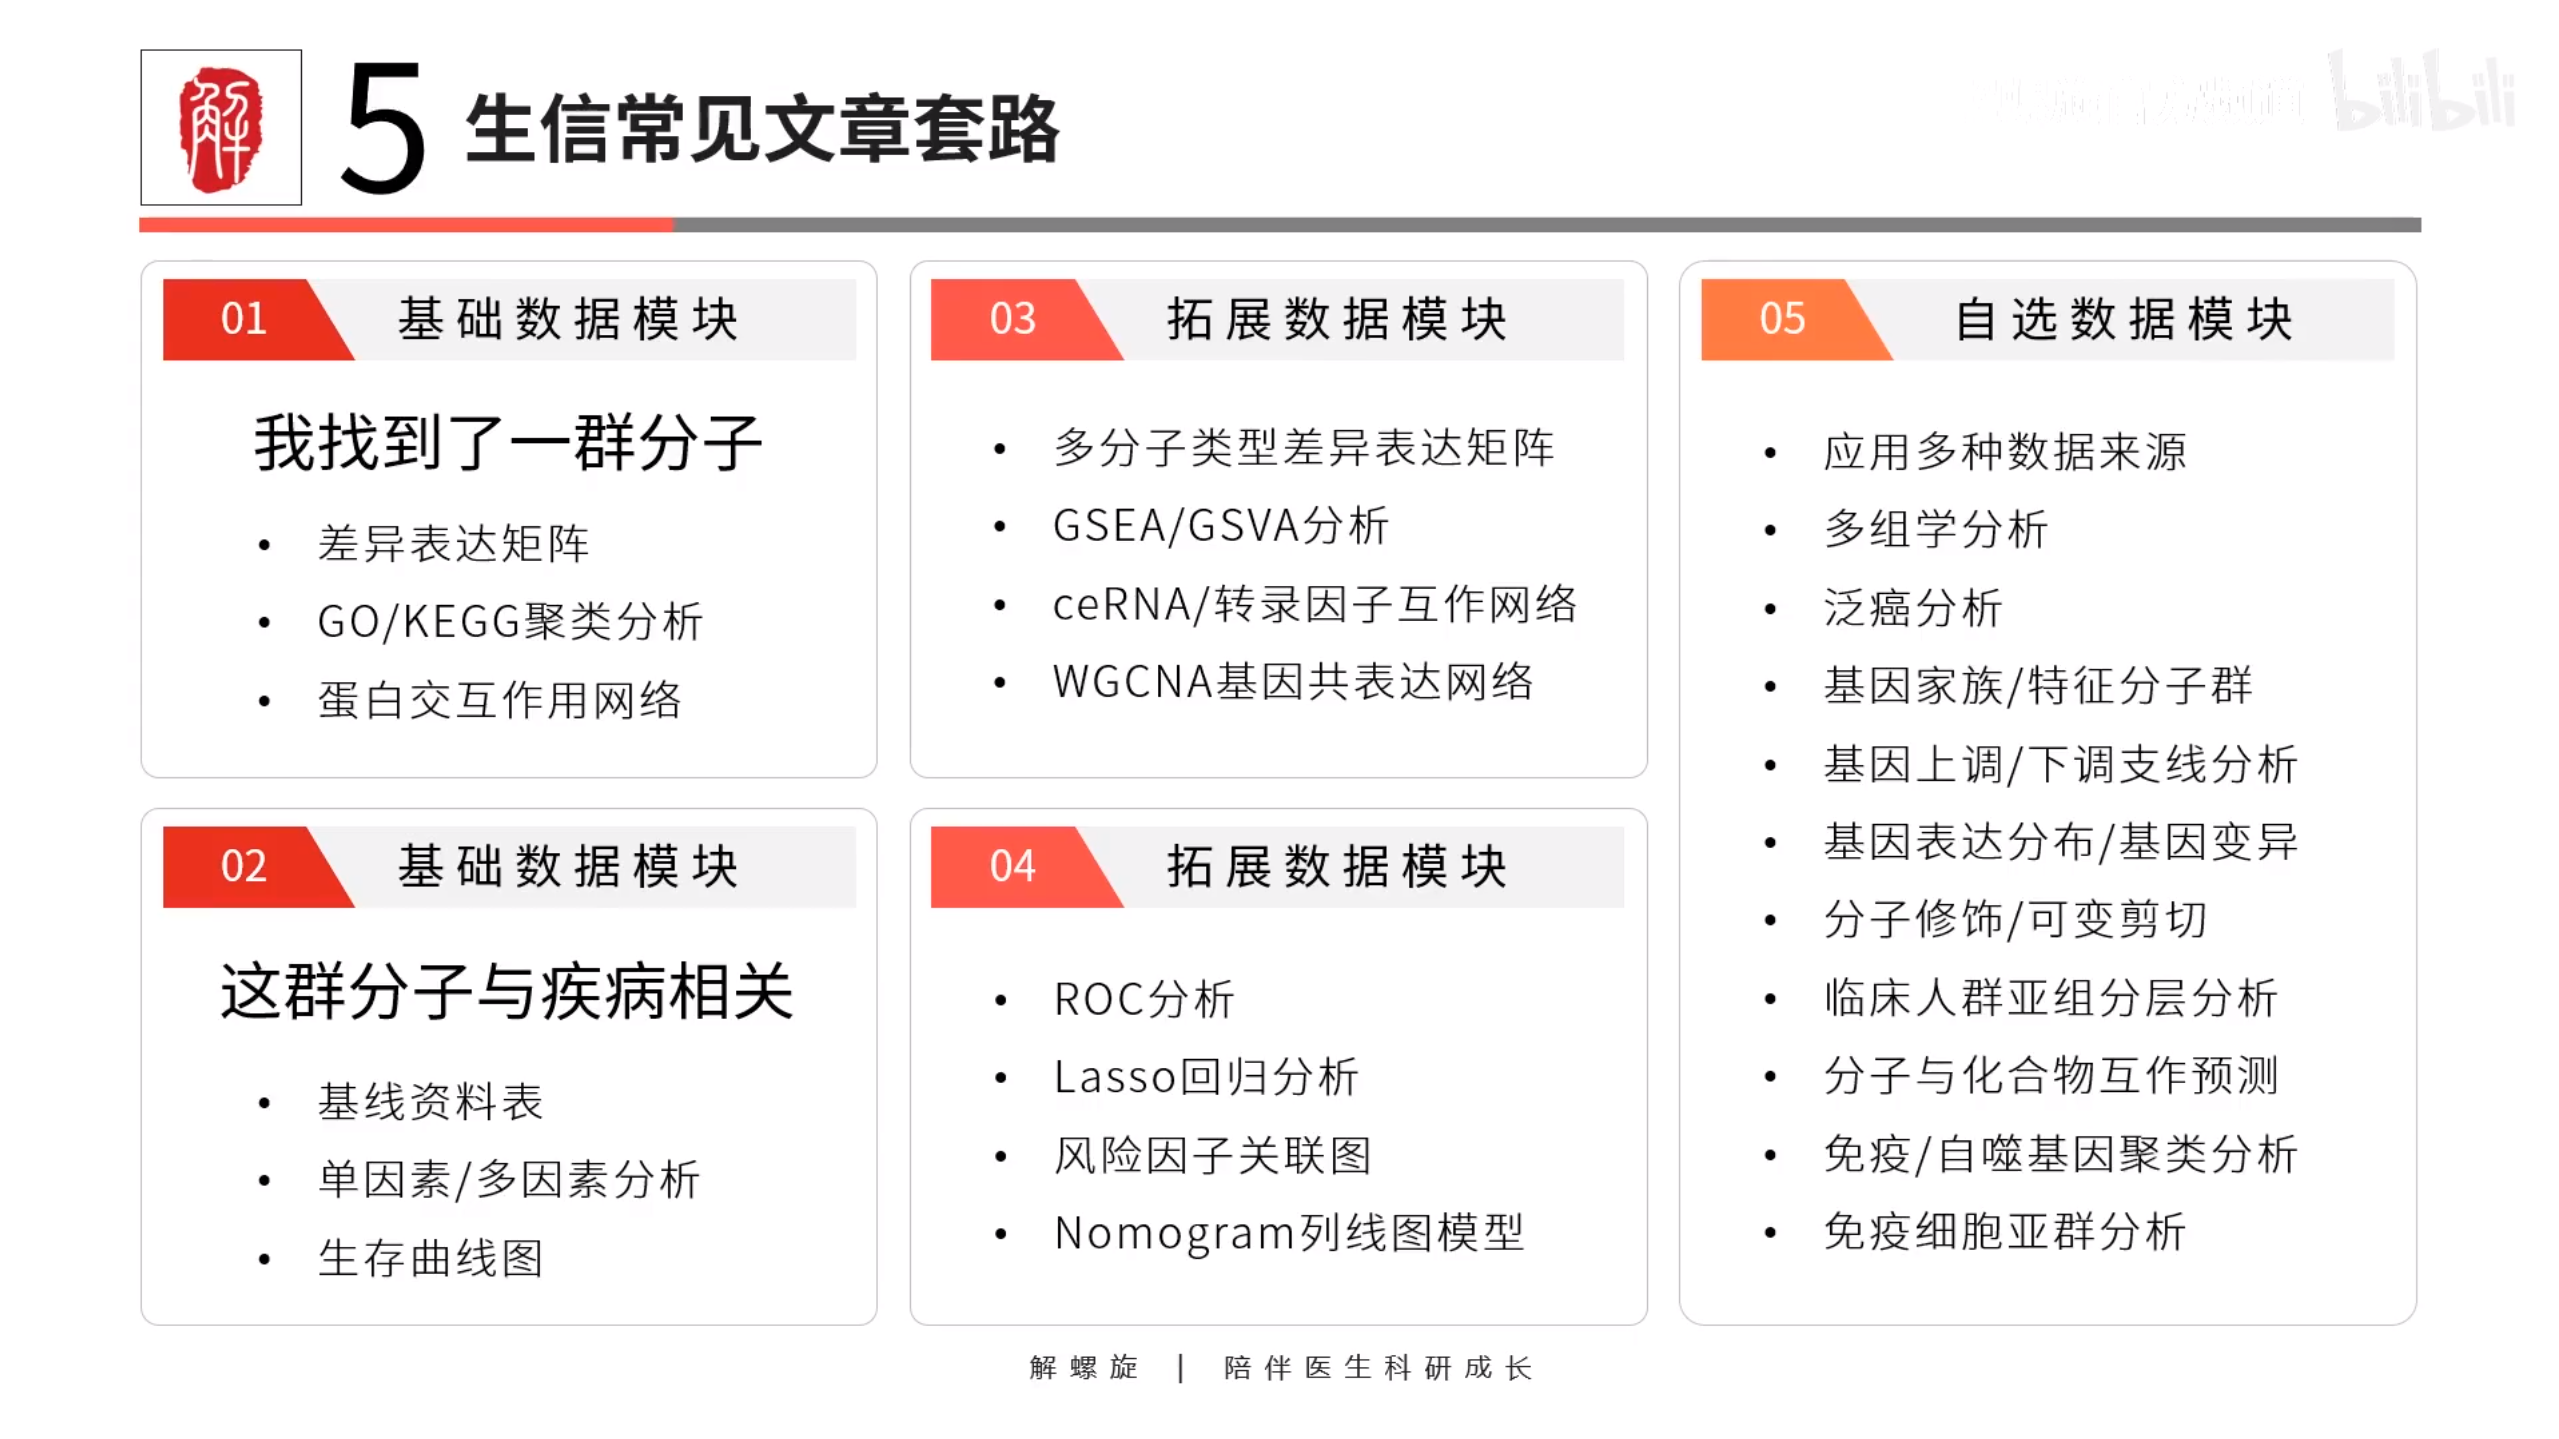 解
5 生信常见文章套路
bilibili
01 基础数据模块
我找到了一群分子
• 差异表达矩阵
• GO/KEGG聚类分析
• 蛋白交互作用网络
02 基础数据模块
这群分子与疾病相关
• 基线资料表
• 单因素/多因素分析
• 生存曲线图
03 拓展数据模块
• 多分子类型差异表达矩阵
• GSEA/GSVA分析
• ceRNA/转录因子互作网络
• WGCNA基因共表达网络
04 拓展数据模块
• ROC分析
• Lasso回归分析
• 风险因子关联图
• Nomogram列线图模型
05 自选数据模块
• 应用多种数据来源
• 多组学分析
• 泛癌分析
• 基因家族/特征分子群
• 基因上调/下调支线分析
• 基因表达分布/基因变异
• 分子修饰/可变剪切
• 临床人群亚组分层分析
• 分子与化合物互作预测
• 免疫/自噬基因聚类分析
• 免疫细胞亚群分析
解螺旋 | 陪伴医生科研成长